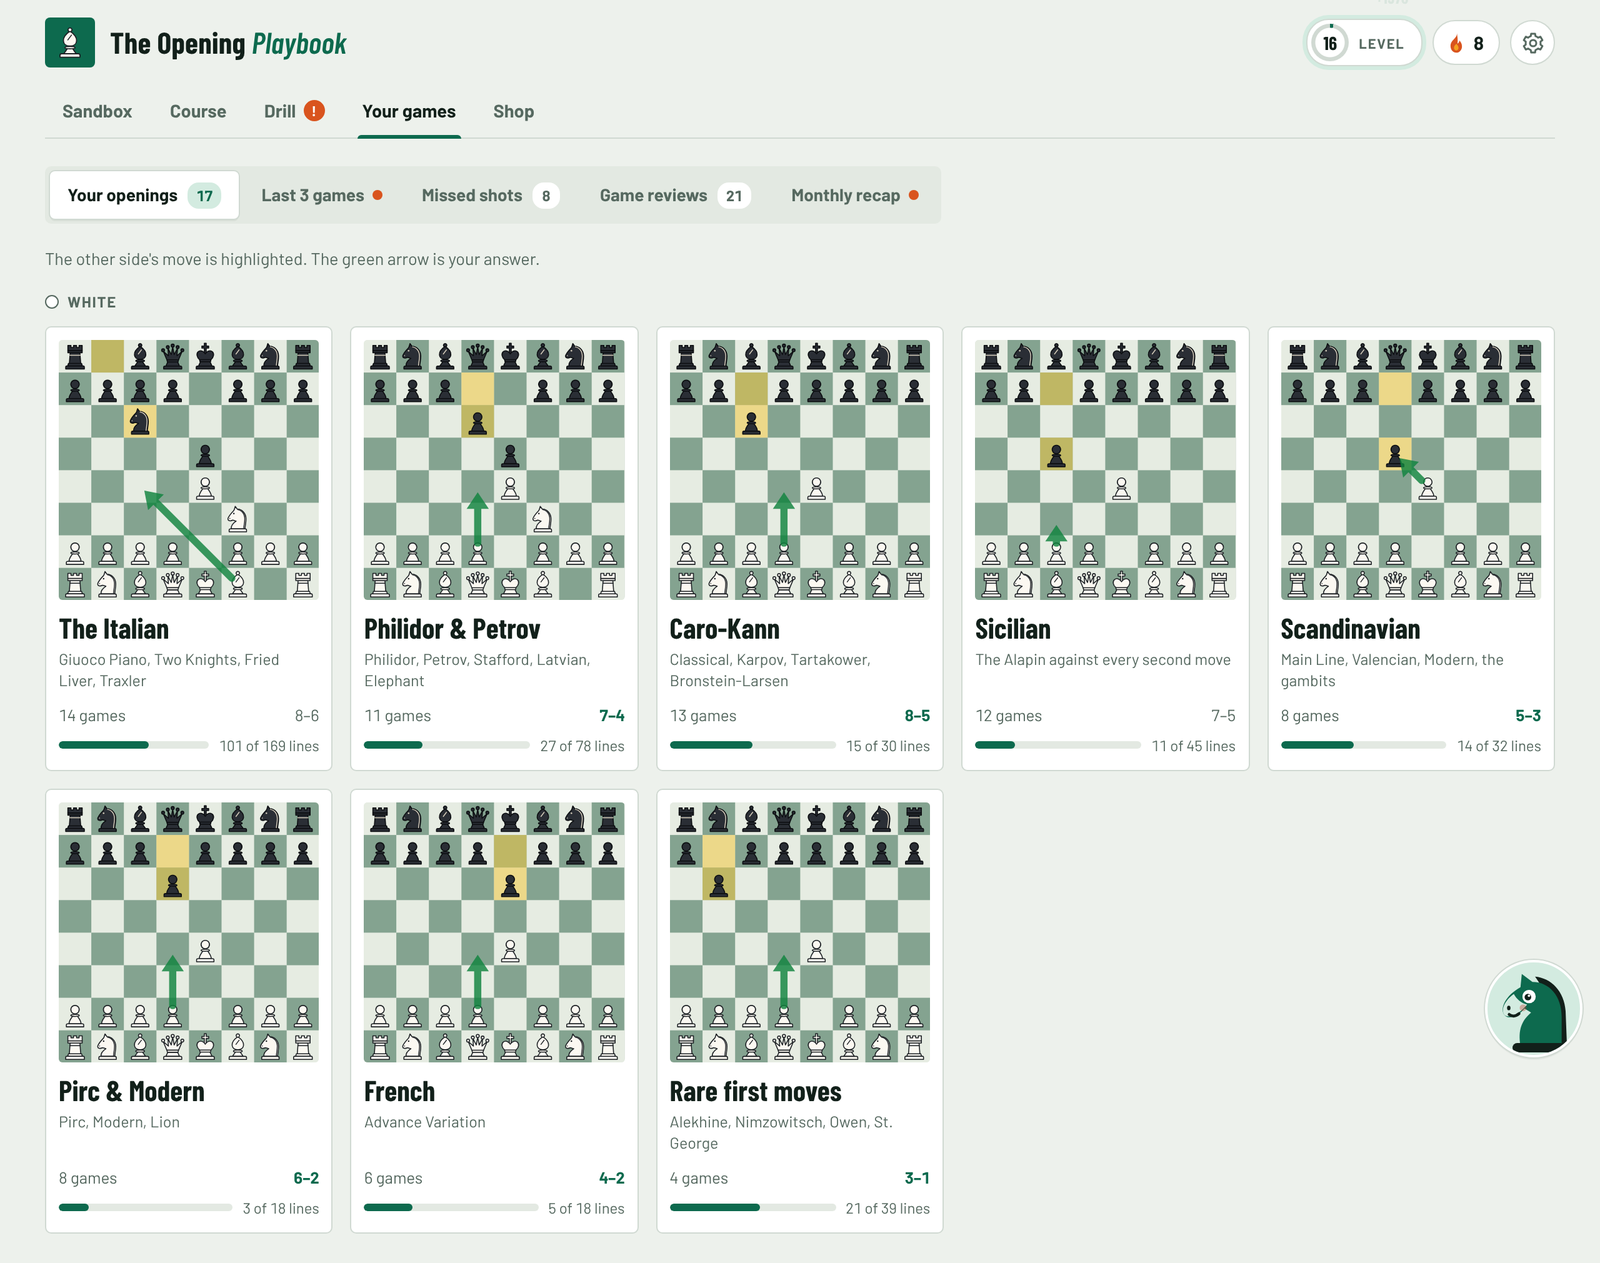 The Opening Playbook
16 LEVEL
8
Sandbox
Course
Drill !
Your games
Shop
Your openings 17
Last 3 games
Missed shots 8
Game reviews 21
Monthly recap
The other side's move is highlighted. The green arrow is your answer.
WHITE
The Italian
Giuoco Piano, Two Knights, Fried
Liver, Traxler
14 games 8–6
101 of 169 lines
Philidor & Petrov
Philidor, Petrov, Stafford, Latvian,
Elephant
11 games 7–4
27 of 78 lines
Caro-Kann
Classical, Karpov, Tartakower,
Bronstein-Larsen
13 games 8–5
15 of 30 lines
Sicilian
The Alapin against every second move
12 games 7–5
11 of 45 lines
Scandinavian
Main Line, Valencian, Modern, the
gambits
8 games 5–3
14 of 32 lines
Pirc & Modern
Pirc, Modern, Lion
8 games 6–2
3 of 18 lines
French
Advance Variation
6 games 4–2
5 of 18 lines
Rare first moves
Alekhine, Nimzowitsch, Owen, St.
George
4 games 3–1
21 of 39 lines